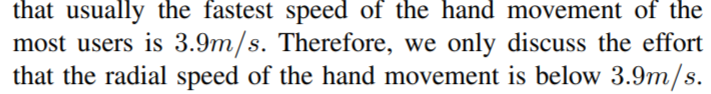 that usually the fastest speed of the hand movement of the
most users is 3.9m/s. Therefore, we only discuss the effort
that the radial speed of the hand movement is below 3.9m/s.